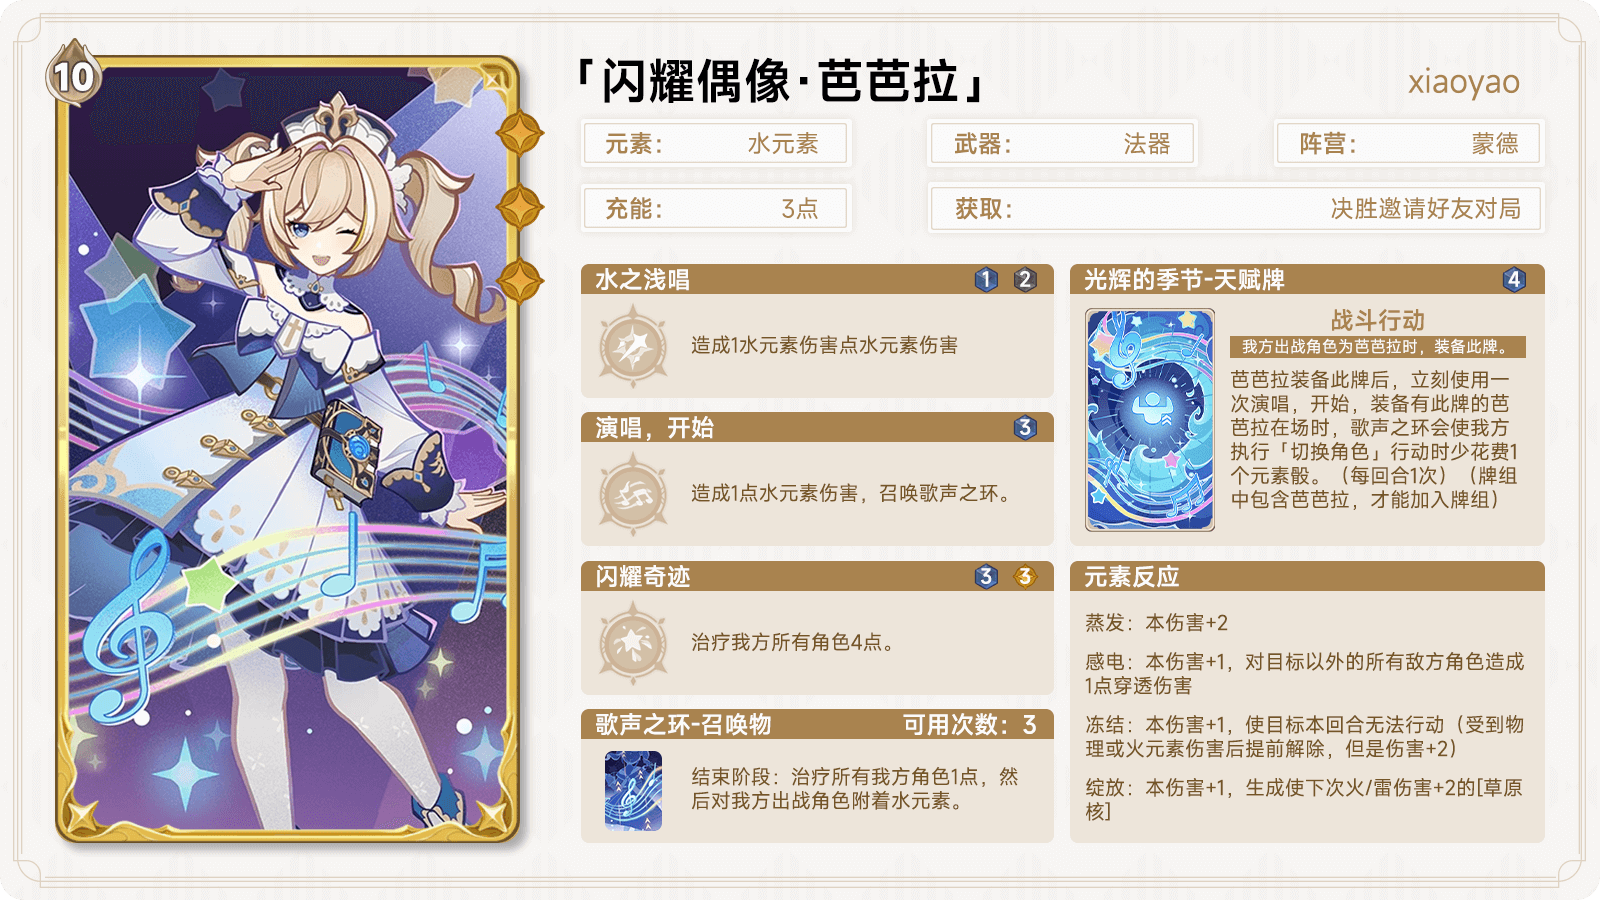 10
「闪耀偶像·芭芭拉」
xiaoyao
元素：
水元素
武器：
法器
阵营：
蒙德
充能：
3点
获取：
决胜邀请好友对局
水之浅唱
1 2
造成1水元素伤害点水元素伤害
演唱，开始
3
造成1点水元素伤害，召唤歌声之环。
闪耀奇迹
3 3
治疗我方所有角色4点。
歌声之环-召唤物
可用次数：3
结束阶段：治疗所有我方角色1点，然
后对我方出战角色附着水元素。
光辉的季节-天赋牌
4
战斗行动
我方出战角色为芭芭拉时，装备此牌。
芭芭拉装备此牌后，立刻使用一
次演唱，开始，装备有此牌的芭
芭拉在场时，歌声之环会使我方
执行「切换角色」行动时少花费1
个元素骰。（每回合1次）（牌组
中包含芭芭拉，才能加入牌组）
元素反应
蒸发：本伤害+2
感电：本伤害+1，对目标以外的所有敌方角色造成
1点穿透伤害
冻结：本伤害+1，使目标本回合无法行动（受到物
理或火元素伤害后提前解除，但是伤害+2）
绽放：本伤害+1，生成使下次火/雷伤害+2的[草原
核]